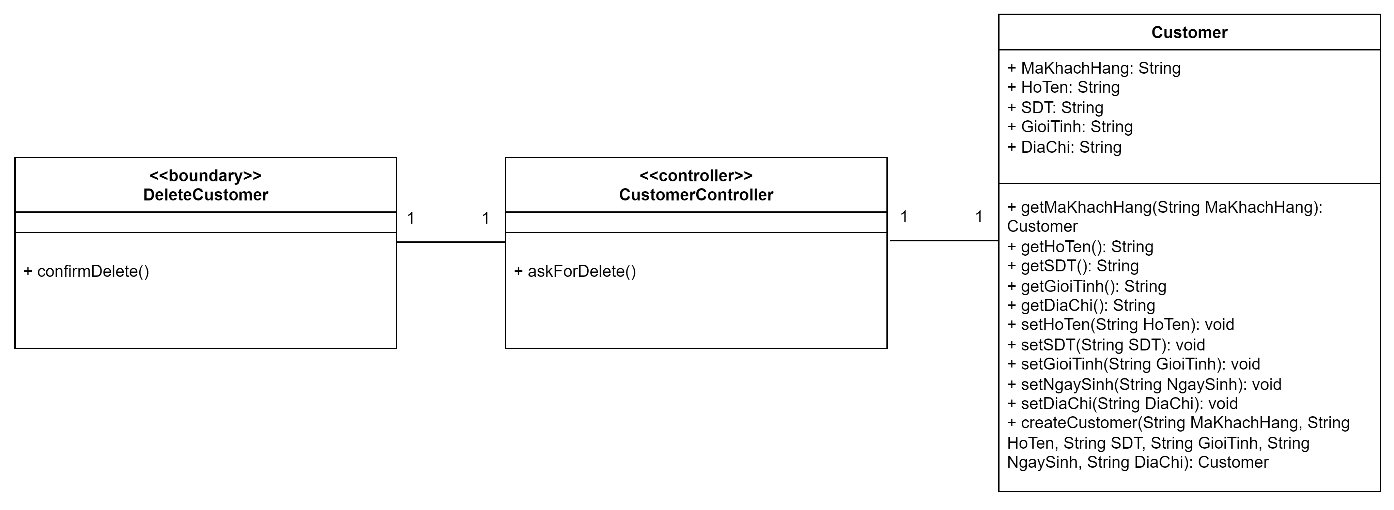 <<boundary>>
DeleteCustomer
+ confirmDelete()
1
1
<<controller>>
CustomerController
+ askForDelete()
1
1
Customer
+ MaKhachHang: String
+ HoTen: String
+ SDT: String
+ GioiTinh: String
+ DiaChi: String
+ getMaKhachHang(String MaKhachHang):
Customer
+ getHoTen(): String
+ getSDT(): String
+ getGioiTinh(): String
+ getDiaChi(): String
+ setHoTen(String HoTen): void
+ setSDT(String SDT): void
+ setGioiTinh(String GioiTinh): void
+ setNgaySinh(String NgaySinh): void
+ setDiaChi(String DiaChi): void
+ createCustomer(String MaKhachHang, String
HoTen, String SDT, String GioiTinh, String
NgaySinh, String DiaChi): Customer